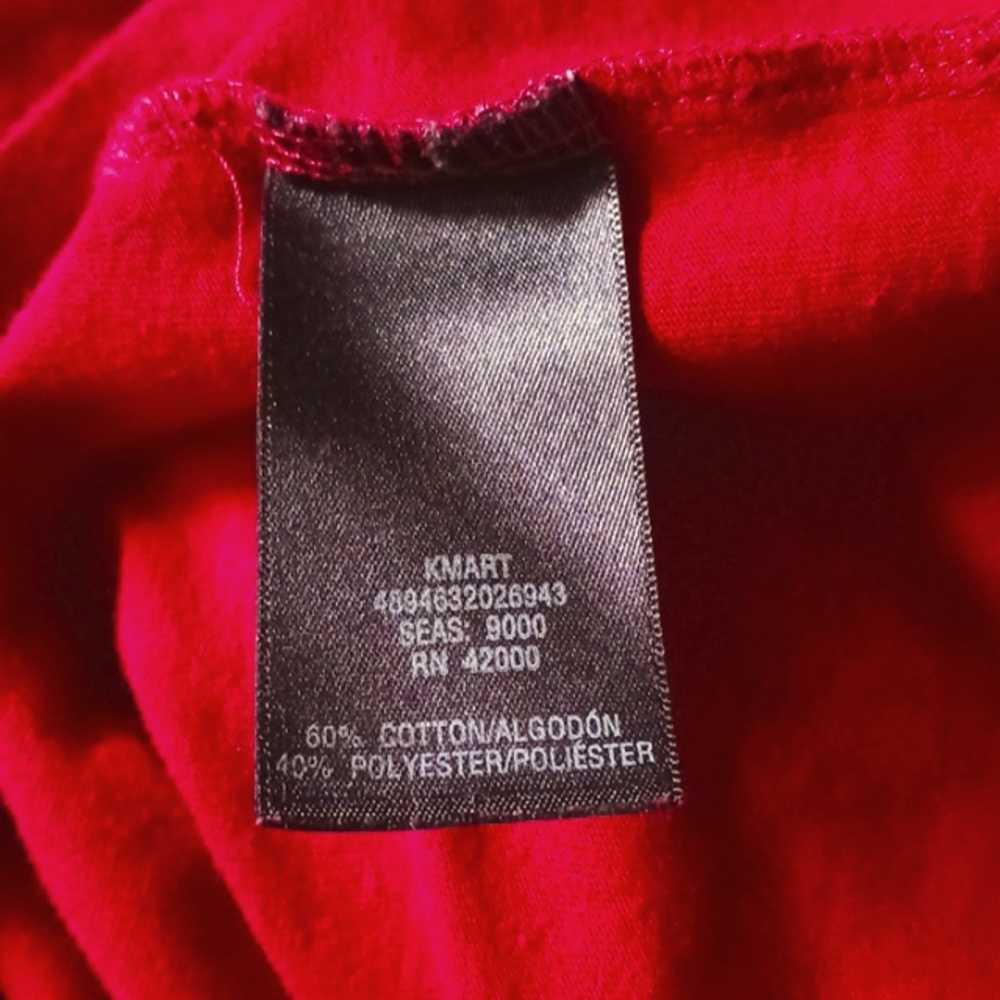 KMART
4894632026943
SEAS: 9000
RN 42000
60% COTTON/ALGODÓN
40% POLYESTER/POLIÉSTER